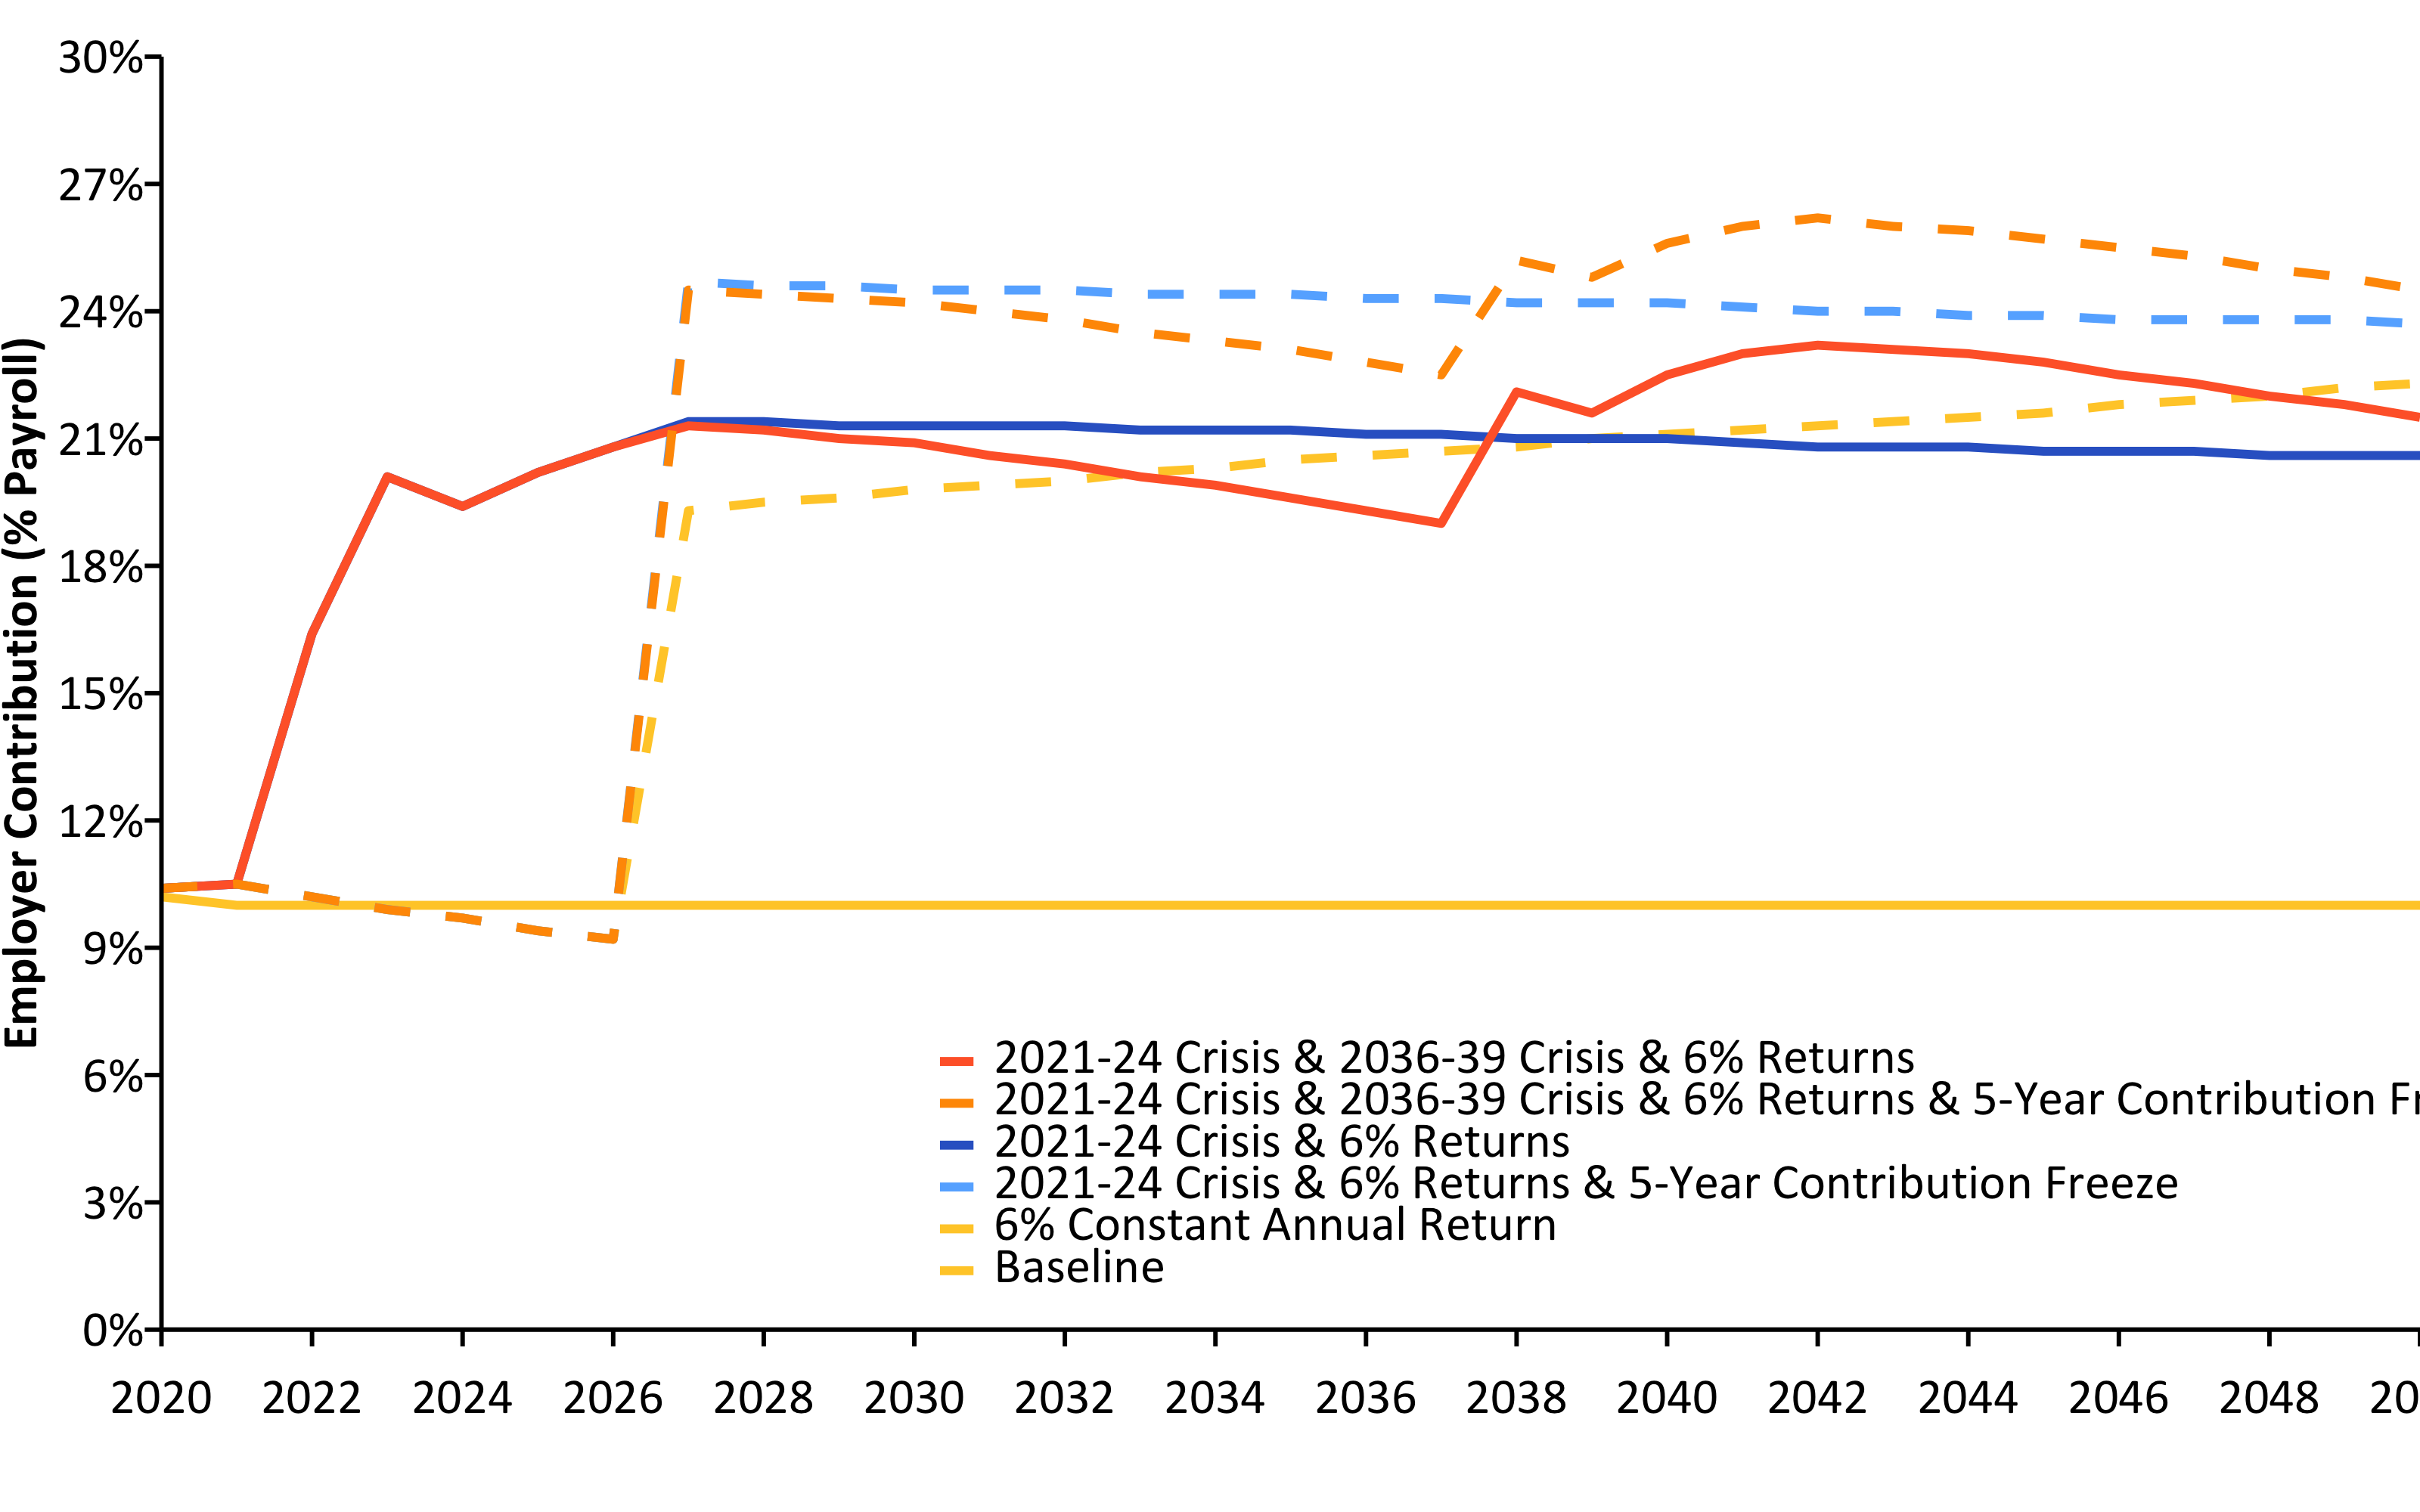 30%
27%
24%
21%
18%
15%
12%
9%
6%
3%
0%
Employer Contribution (% Payroll)
2021-24 Crisis & 2036-39 Crisis & 6% Returns
2021-24 Crisis & 2036-39 Crisis & 6% Returns & 5-Year Contribution
2021-24 Crisis & 6% Returns
2021-24 Crisis & 6% Returns & 5-Year Contribution Freeze
6% Constant Annual Return
Baseline
2020 2022 2024 2026 2028 2030 2032 2034 2036 2038 2040 2042 2044 2046 2048